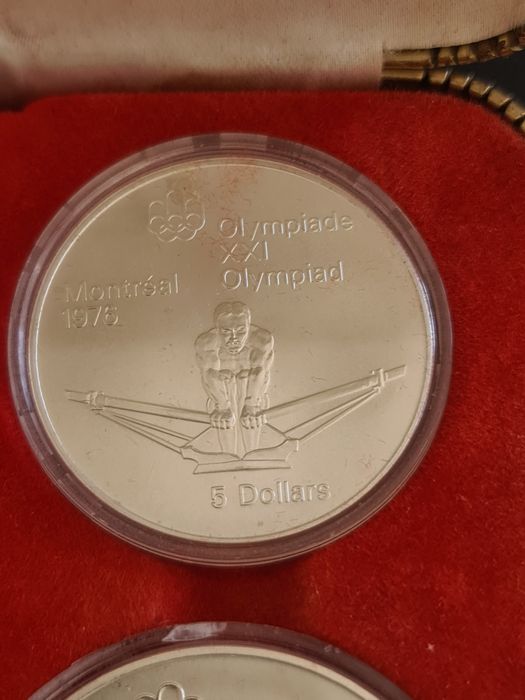 Olympiade
XXI
Olympiad
Montréal
1976
5 Dollars